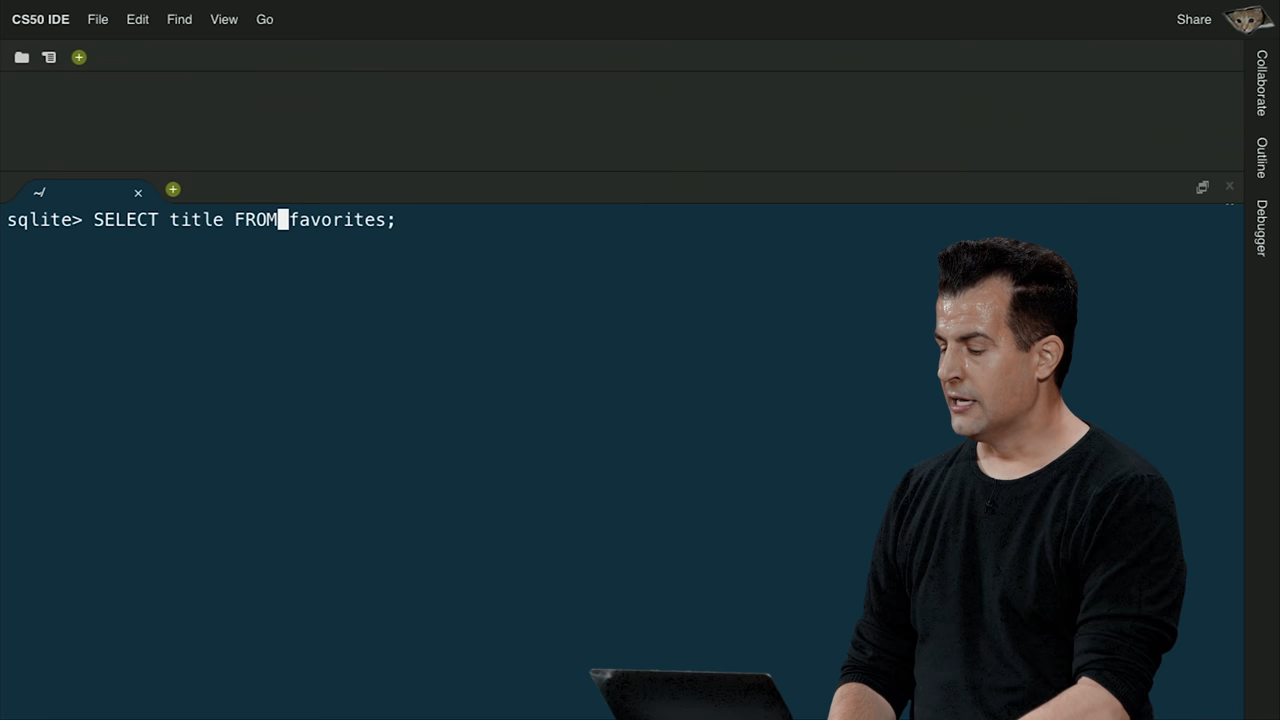 CS50 IDE File Edit Find View Go Share
~/
sqlite> SELECT title FROM favorites;
Collaborate
Outline
Debugger